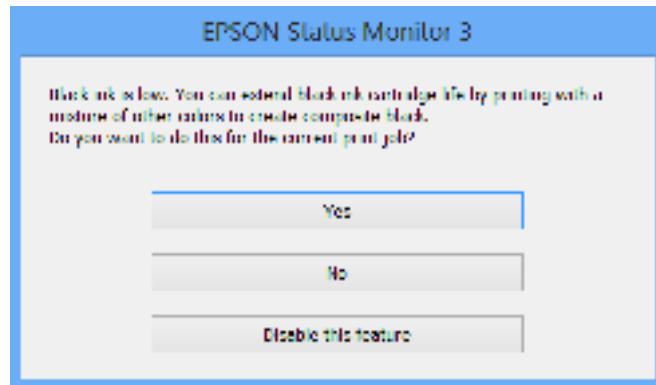 EPSON Status Monitor 3
Black ink is low. You can extend black ink cartridge life by printing with a
mixture of other colors to create composite black.
Do you want to do this for the current print job?
Yes
No
Disable this feature